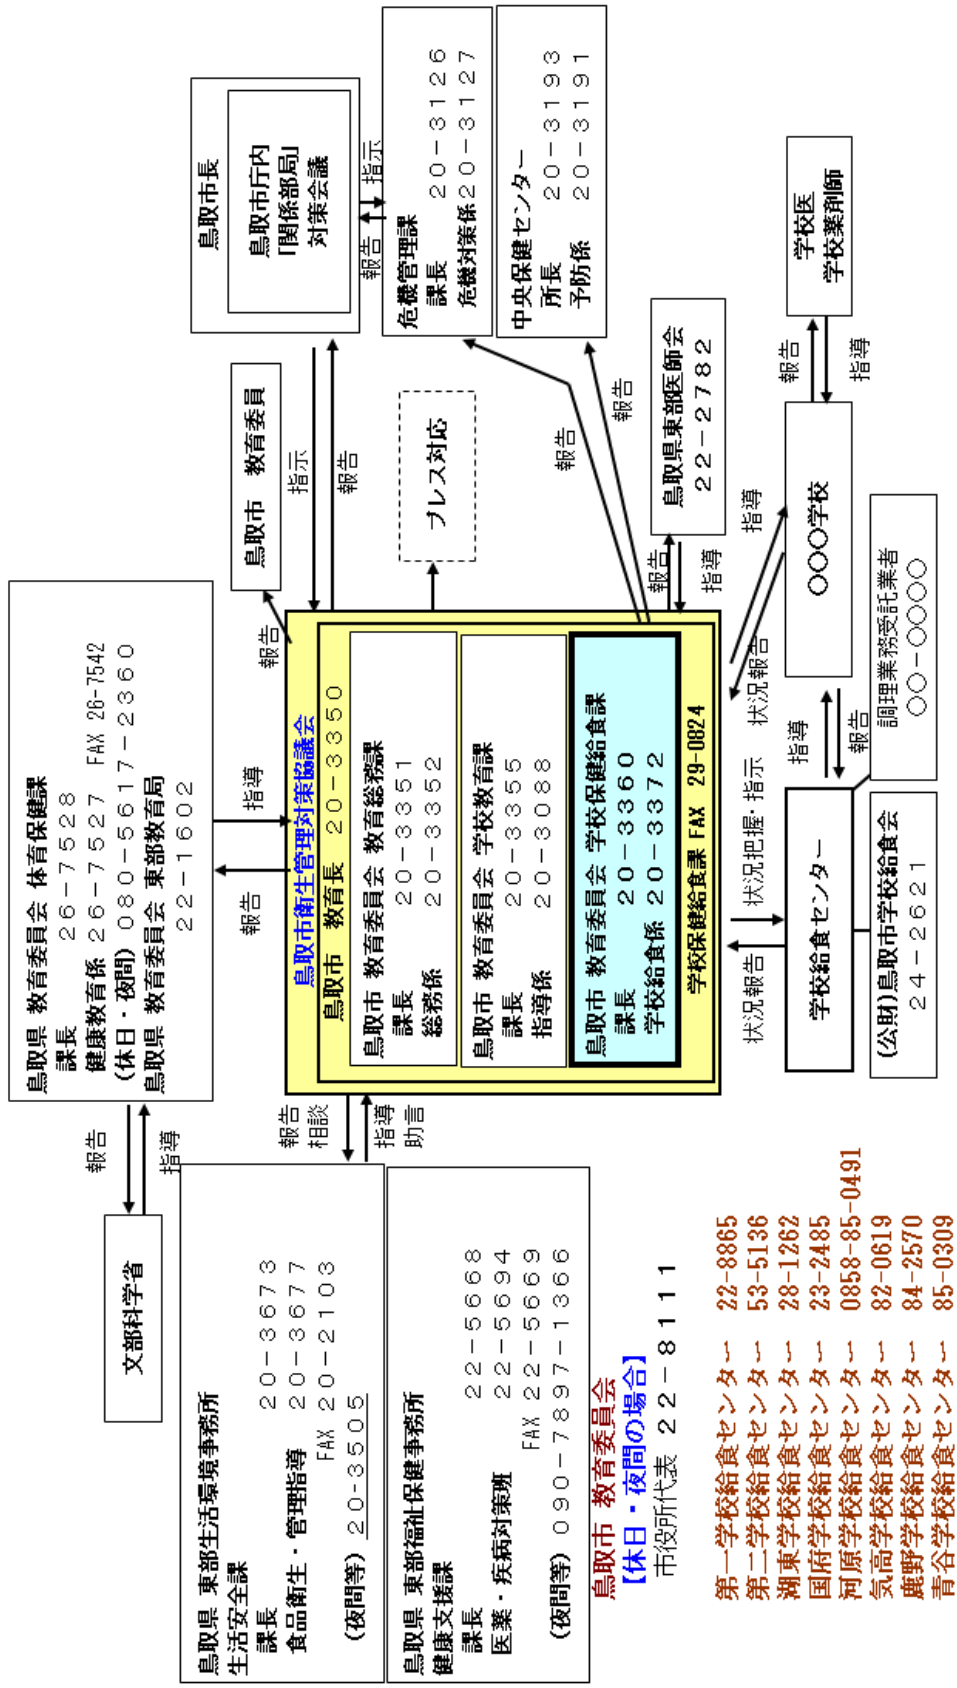 文部科学省
報告
指導
鳥取県 教育委員会 体育保健課
課長 26-7528
健康教育係 26-7527 FAX 26-7542
(休日・夜間) 080-5617-2360
鳥取県 教育委員会 東部教育局
22-1602
報告
指導
鳥取市 教育委員
報告
鳥取市長
鳥取市庁内
「関係部局」
対策会議
指示
報告
報告
指示
危機管理課
課長 20-3126
危機対策係 20-3127
中央保健センター
所長 20-3193
予防係 20-3191
プレス対応
報告
報告
鳥取県 東部生活環境事務所
生活安全課
課長 20-3673
食品衛生・管理指導 20-3677
FAX 20-2103
(夜間等) 20-3505
報告
相談
指導
助言
鳥取県 東部福祉保健事務所
健康支援課
課長 22-5668
医薬・疾病対策班 22-5694
FAX 22-5669
(夜間等) 090-7897-1366
鳥取市衛生管理対策協議会
鳥取市 教育長 20-3350
鳥取市 教育委員会 教育総務課
課長 20-3351
総務係 20-3352
鳥取市 教育委員会 学校教育課
課長 20-3355
指導係 20-3088
鳥取市 教育委員会 学校保健給食課
課長 20-3360
学校給食係 20-3372
学校保健給食課 FAX 29-0824
鳥取県東部医師会
22-2782
報告
指導
学校医
学校薬剤師
報告
指導
○○○学校
指導
状況報告
状況報告
状況把握・指示
指導
報告
学校給食センター
(公財)鳥取市学校給食会
24-2621
調理業務受託業者
○○-○○○○
鳥取市 教育委員会
【休日・夜間の場合】
市役所代表 22-8111
第一学校給食センター 22-8865
第二学校給食センター 53-5136
湖東学校給食センター 28-1262
国府学校給食センター 23-2485
河原学校給食センター 0858-85-0491
気高学校給食センター 82-0619
鹿野学校給食センター 84-2570
青谷学校給食センター 85-0309